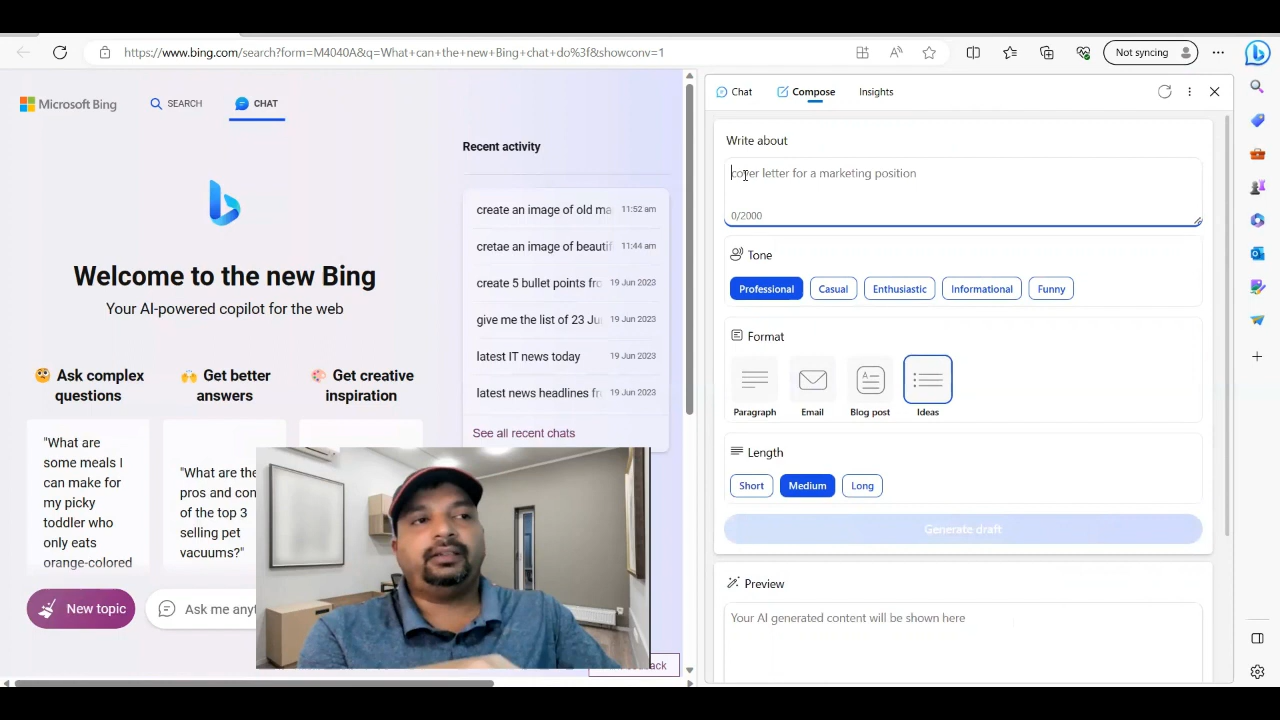 https://www.bing.com/search?form=M4040A&q=What+can+the+new+Bing+chat+do%3f&showconv=1
Not syncing
Microsoft Bing
SEARCH
CHAT
Welcome to the new Bing
Your AI-powered copilot for the web
Ask complex
questions
Get better
answers
Get creative
inspiration
"What are
some meals I
can make for
my picky
toddler who
only eats
orange-colored
"What are the
pros and con
of the top 3
selling pet
vacuums?"
New topic
Ask me anyt
Recent activity
create an image of old ma 11:52 am
cretae an image of beautif 11:44 am
create 5 bullet points fro 19 Jun 2023
give me the list of 23 Ju 19 Jun 2023
latest IT news today 19 Jun 2023
latest news headlines fr 19 Jun 2023
See all recent chats
Chat
Compose
Insights
Write about
cover letter for a marketing position
0/2000
Tone
Professional
Casual
Enthusiastic
Informational
Funny
Format
Paragraph
Email
Blog post
Ideas
Length
Short
Medium
Long
Generate draft
Preview
Your AI generated content will be shown here